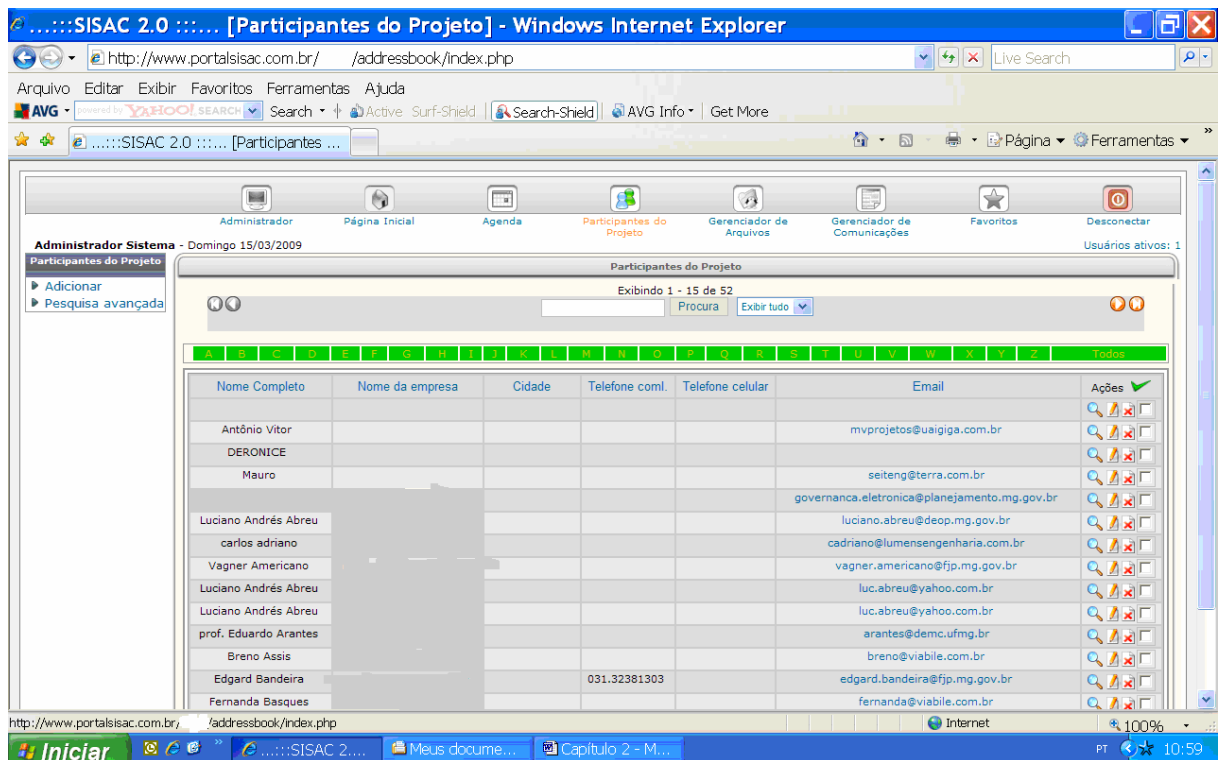 ...:::SISAC 2.0 :::... [Participantes do Projeto] - Windows Internet Explorer
http://www.portalsisac.com.br/ /addressbook/index.php Live Search
Arquivo Editar Exibir Favoritos Ferramentas Ajuda
AVG powered by YAHOO! SEARCH Search Active Surf-Shield Search-Shield AVG Info Get More
...:::SISAC 2.0 :::... [Participantes ... Página Ferramentas »
Administrador Página Inicial Agenda Participantes do Projeto Gerenciador de Arquivos Gerenciador de Comunicações Favoritos Desconectar
Administrador Sistema - Domingo 15/03/2009 Usuários ativos: 1
Participantes do Projeto
Adicionar
Pesquisa avançada
Participantes do Projeto
Exibindo 1 - 15 de 52
Procura Exibir tudo
A B C D E F G H I J K L M N O P Q R S T U V W X Y Z Todos
Nome Completo Nome da empresa Cidade Telefone coml. Telefone celular Email Ações
Antônio Vitor mvprojetos@uaigiga.com.br
DERONICE
Mauro seiteng@terra.com.br
governanca.eletronica@planejamento.mg.gov.br
Luciano Andrés Abreu luciano.abreu@deop.mg.gov.br
carlos adriano cadriano@lumensengenharia.com.br
Vagner Americano vagner.americano@fjp.mg.gov.br
Luciano Andrés Abreu luc.abreu@yahoo.com.br
Luciano Andrés Abreu luc.abreu@yahoo.com.br
prof. Eduardo Arantes arantes@demc.ufmg.br
Breno Assis breno@viabile.com.br
Edgard Bandeira 031.32381303 edgard.bandeira@fjp.mg.gov.br
Fernanda Basques fernanda@viabile.com.br
http://www.portalsisac.com.br/ /addressbook/index.php Internet 100%
Iniciar » ...:::SISAC 2.... Meus docume... Capítulo 2 - M... PT 10:59